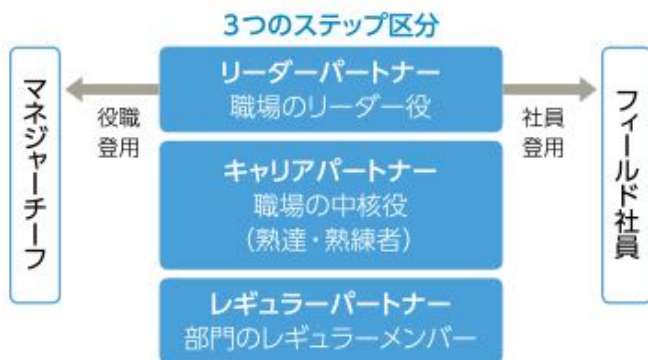 3つのステップ区分
リーダーパートナー
職場のリーダー役
マネジャーチーフ
役職
登用
社員
登用
フィールド社員
キャリアパートナー
職場の中核役
(熟達・熟練者)
レギュラーパートナー
部門のレギュラーメンバー